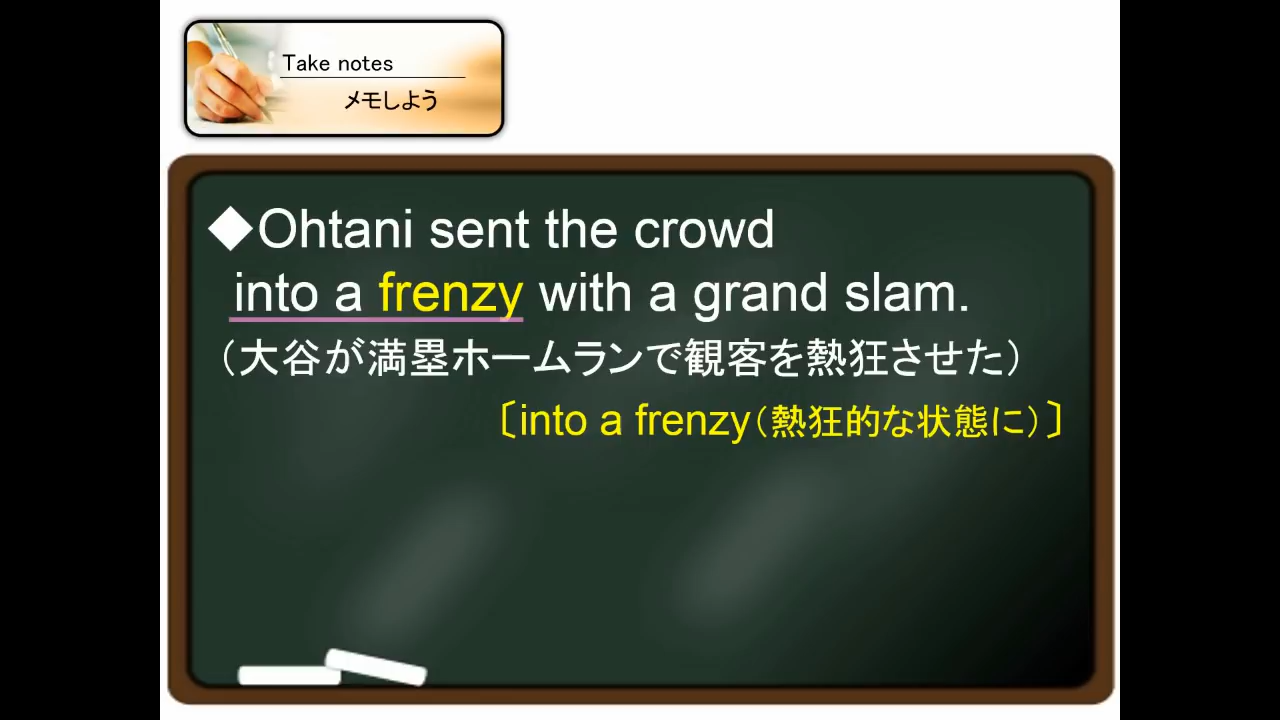 Take notes
メモしよう
◆Ohtani sent the crowd
into a frenzy with a grand slam.
（大谷が満塁ホームランで観客を熱狂させた）
〔into a frenzy（熱狂的な状態に）〕